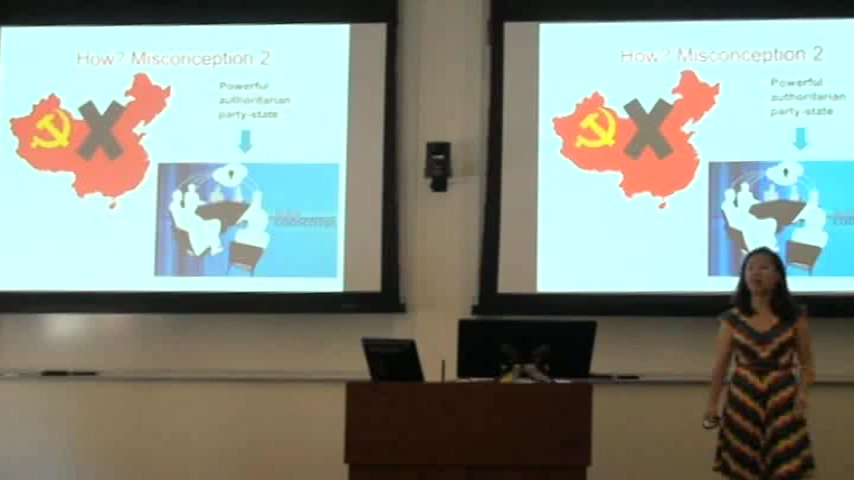 How? Misconception 2
Powerful
authoritarian
party-state
How? Misconception 2
Powerful
authoritarian
party-state